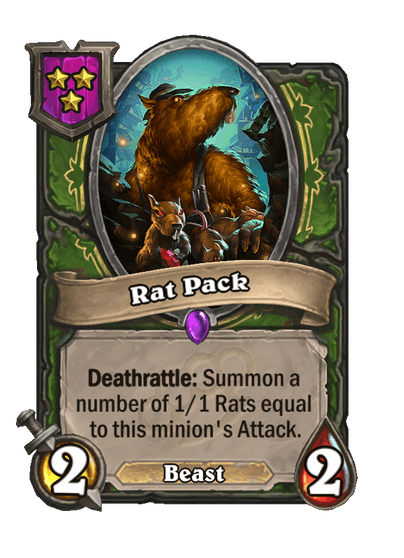 Rat Pack
Deathrattle: Summon a
number of 1/1 Rats equal
to this minion's Attack.
2
Beast
2